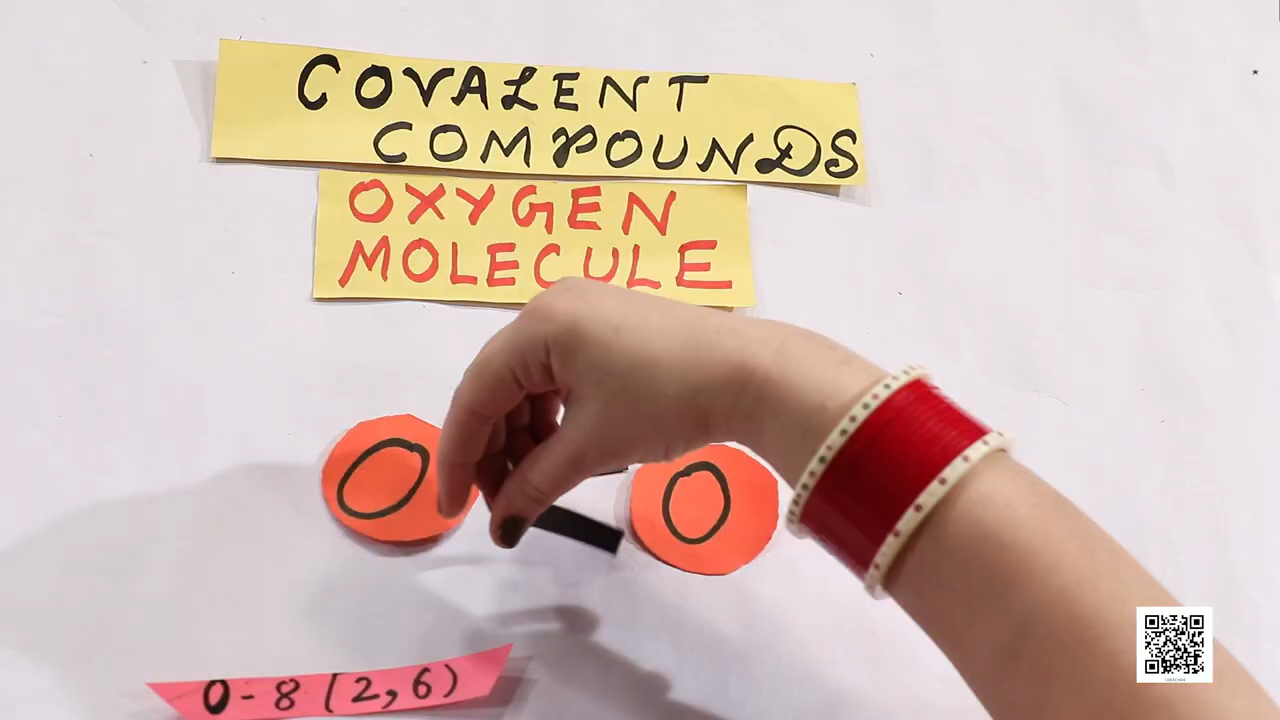 COVALENT
COMPOUNDS
OXYGEN
MOLECULE
O
O
O-8 (2,6)